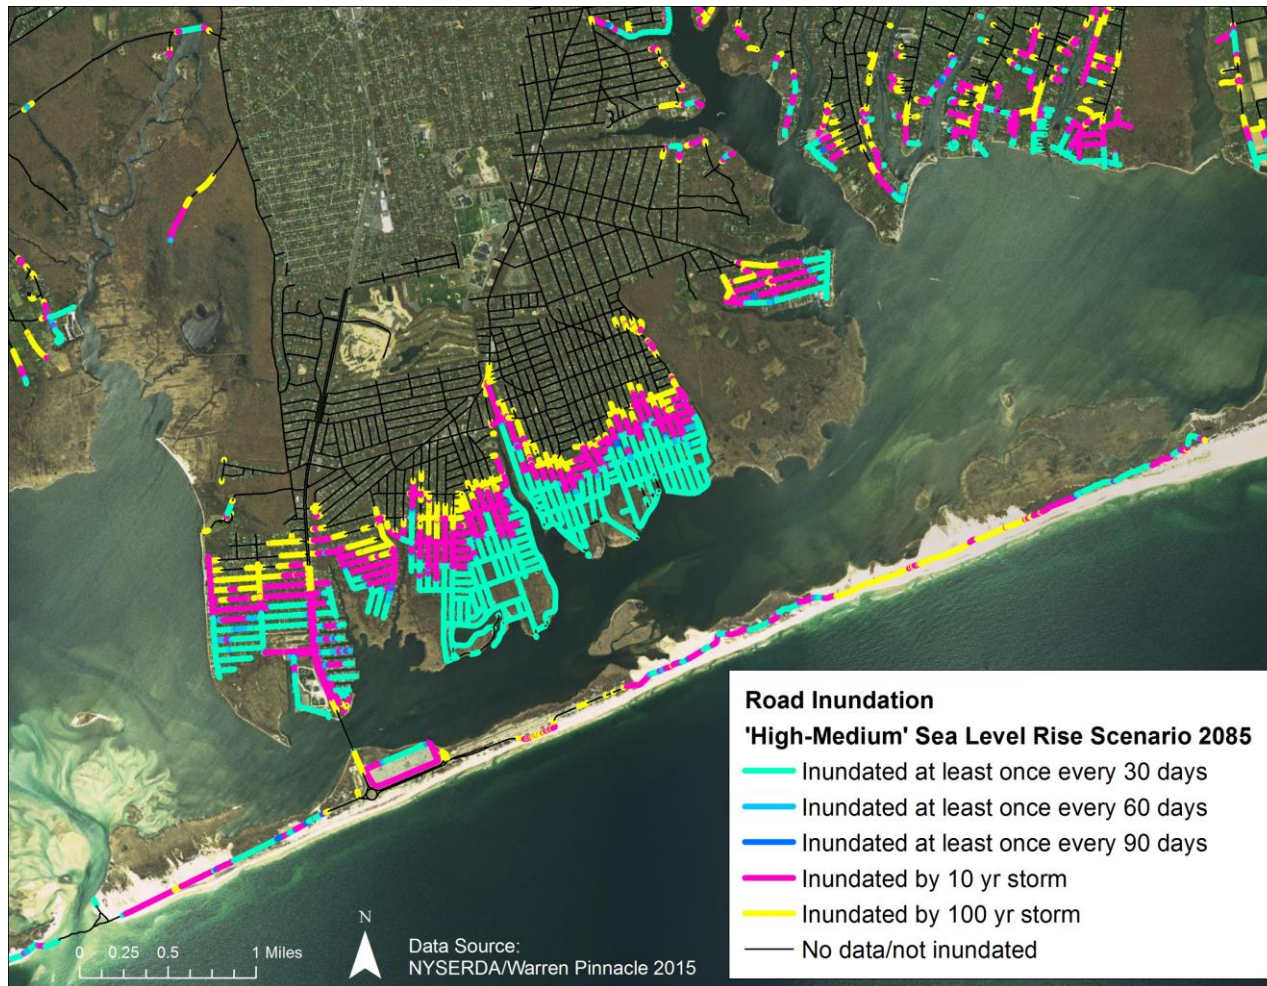 Road Inundation
'High-Medium' Sea Level Rise Scenario 2085
Inundated at least once every 30 days
Inundated at least once every 60 days
Inundated at least once every 90 days
Inundated by 10 yr storm
Inundated by 100 yr storm
No data/not inundated
N
0 0.25 0.5 1 Miles
Data Source:
NYSERDA/Warren Pinnacle 2015